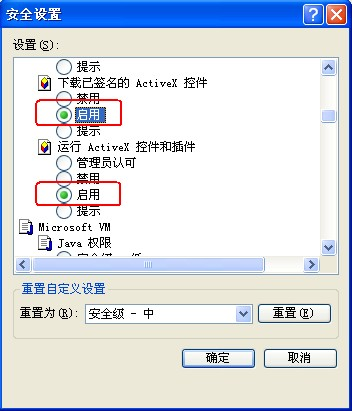 安全设置
设置(S):
提示
下载已签名的 ActiveX 控件
禁用
启用
提示
运行 ActiveX 控件和插件
管理员认可
禁用
启用
提示
Microsoft VM
Java 权限
重置自定义设置
重置为(R): 安全级 - 中 重置(E)
确定 取消